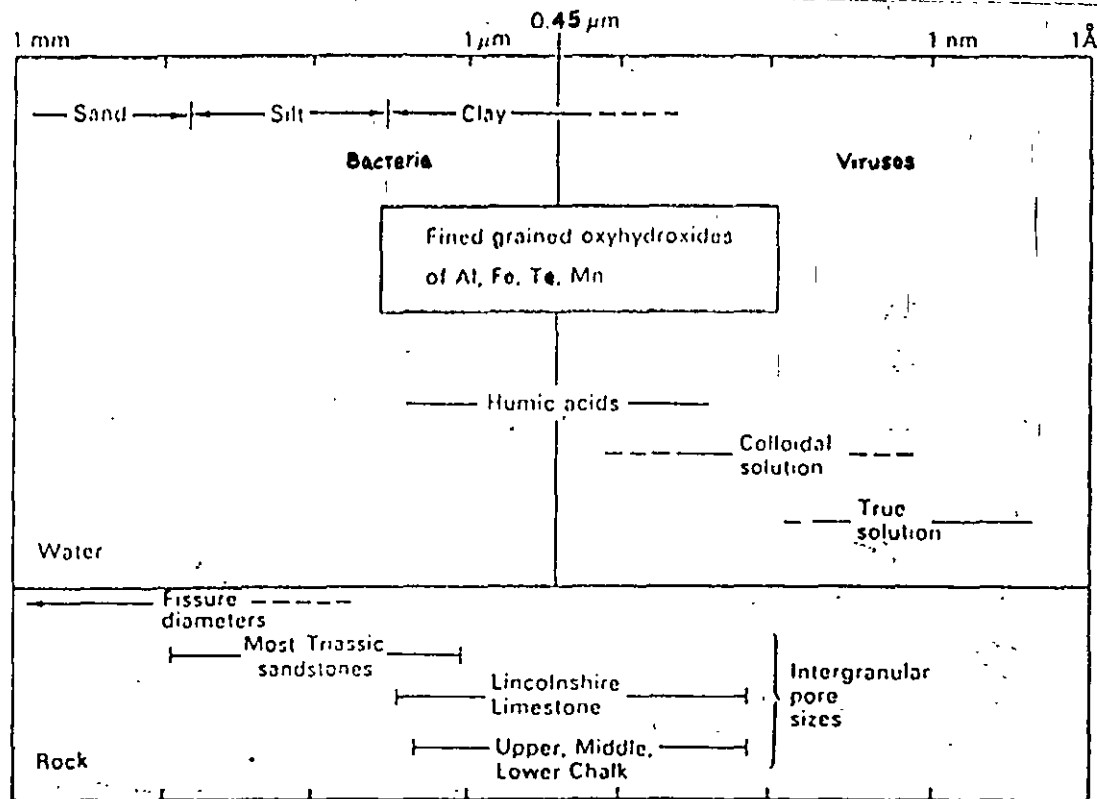 0.45 µm
1 mm
1 µm
1 nm
1Å
Sand
Silt
Clay
Bacteria
Viruses
Fined grained oxyhydroxides
of Al, Fe, Te, Mn
Humic acids
Colloidal
solution
True
solution
Water
Fissure
diameters
Most Triassic
sandstones
Lincolnshire
Limestone
Upper, Middle,
Lower Chalk
Intergranular
pore
sizes
Rock